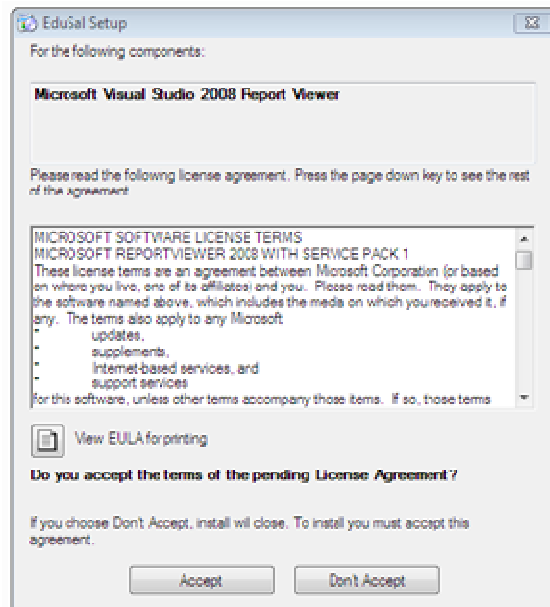 EduSal Setup
For the following components:
Microsoft Visual Studio 2008 Report Viewer
Please read the following license agreement. Press the page down key to see the rest
of the agreement.
MICROSOFT SOFTWARE LICENSE TERMS
MICROSOFT REPORTVIEWER 2008 WITH SERVICE PACK 1
These license terms are an agreement between Microsoft Corporation (or based
on where you live, one of its affiliates) and you. Please read them. They apply to
the software named above, which includes the media on which you received it, if
any. The terms also apply to any Microsoft
* updates,
* supplements,
* Internet-based services, and
* support services
for this software, unless other terms accompany those items. If so, those terms
View EULA for printing
Do you accept the terms of the pending License Agreement?
If you choose Don't Accept, install will close. To install you must accept this
agreement.
Accept
Don't Accept